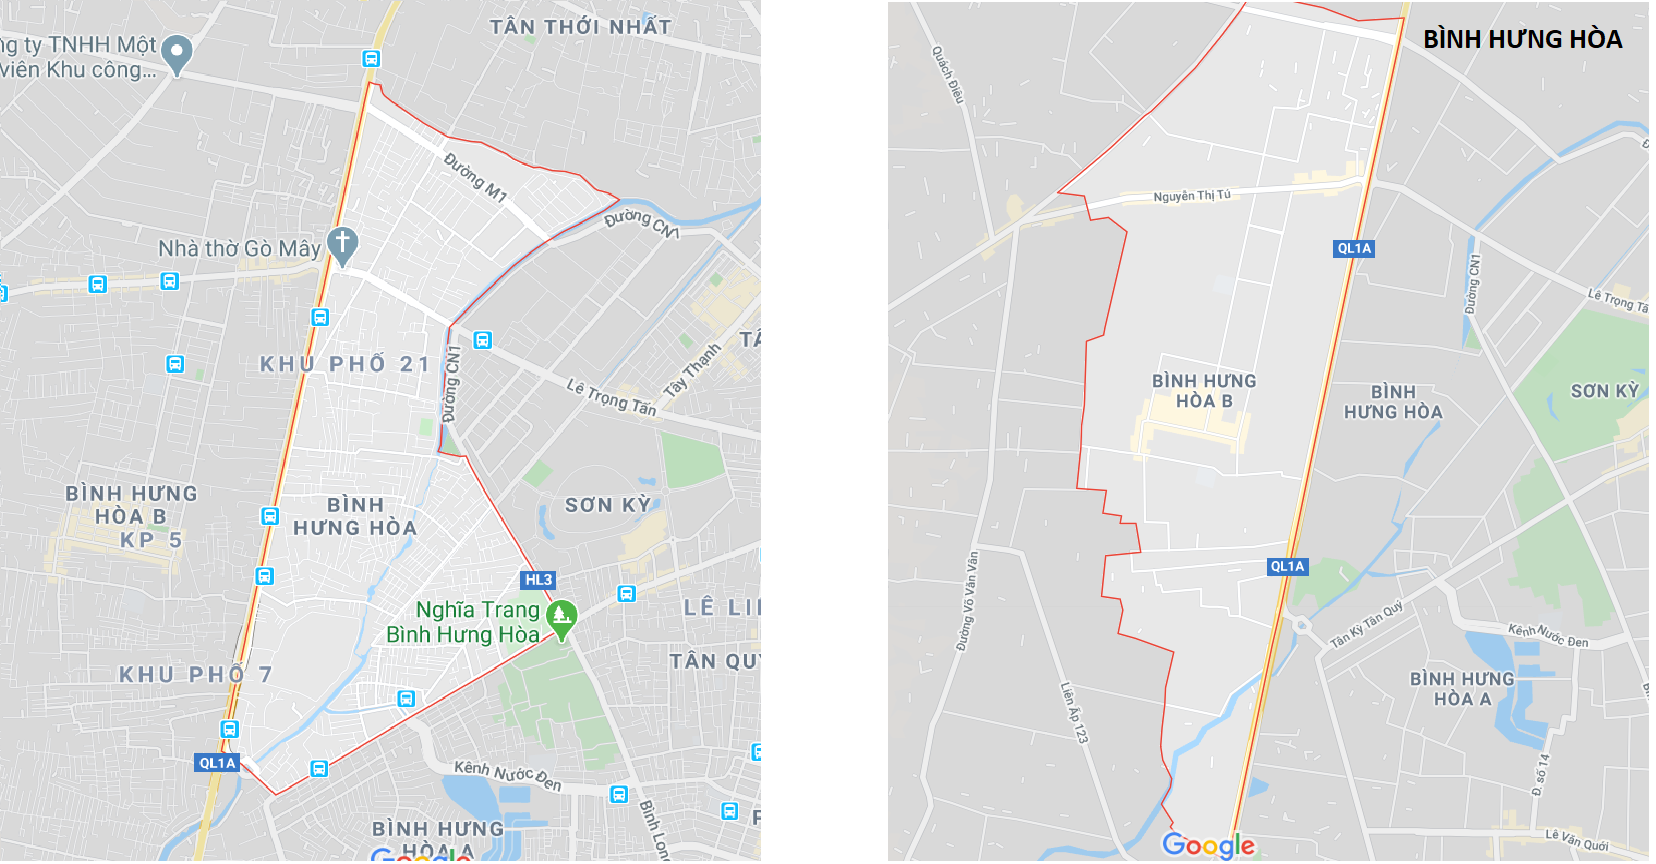 TÂN THỚI NHẤT
ng ty TNHH Một
viên Khu công...
Đường M1
Đường CN1
Nhà thờ Gò Mây
KHU PHỐ 21
Đường CN1
Lê Trọng Tấn
Tây Thạnh
BÌNH HƯNG
HÒA B
KP 5
BÌNH
HƯNG HÒA
SƠN KỲ
HL3
Nghĩa Trang
Bình Hưng Hòa
LÊ LI
TÂN QUÝ
KHU PHỐ 7
QL1A
Kênh Nước Đen
BÌNH HƯNG
HÒA A
Bình Long
Google
BÌNH HƯNG HÒA
Quách Điêu
Nguyễn Thị Tú
QL1A
Đường CN1
Lê Trọng Tấ
BÌNH HƯNG
HÒA B
BÌNH
HƯNG HÒA
SƠN KỲ
QL1A
Đường Võ Văn Vân
Tân Kỳ Tân Quý
Kênh Nước Đen
BÌNH HƯNG
HÒA A
Liên Ấp 123
Đ. số 14
Lê Văn Quới
Google